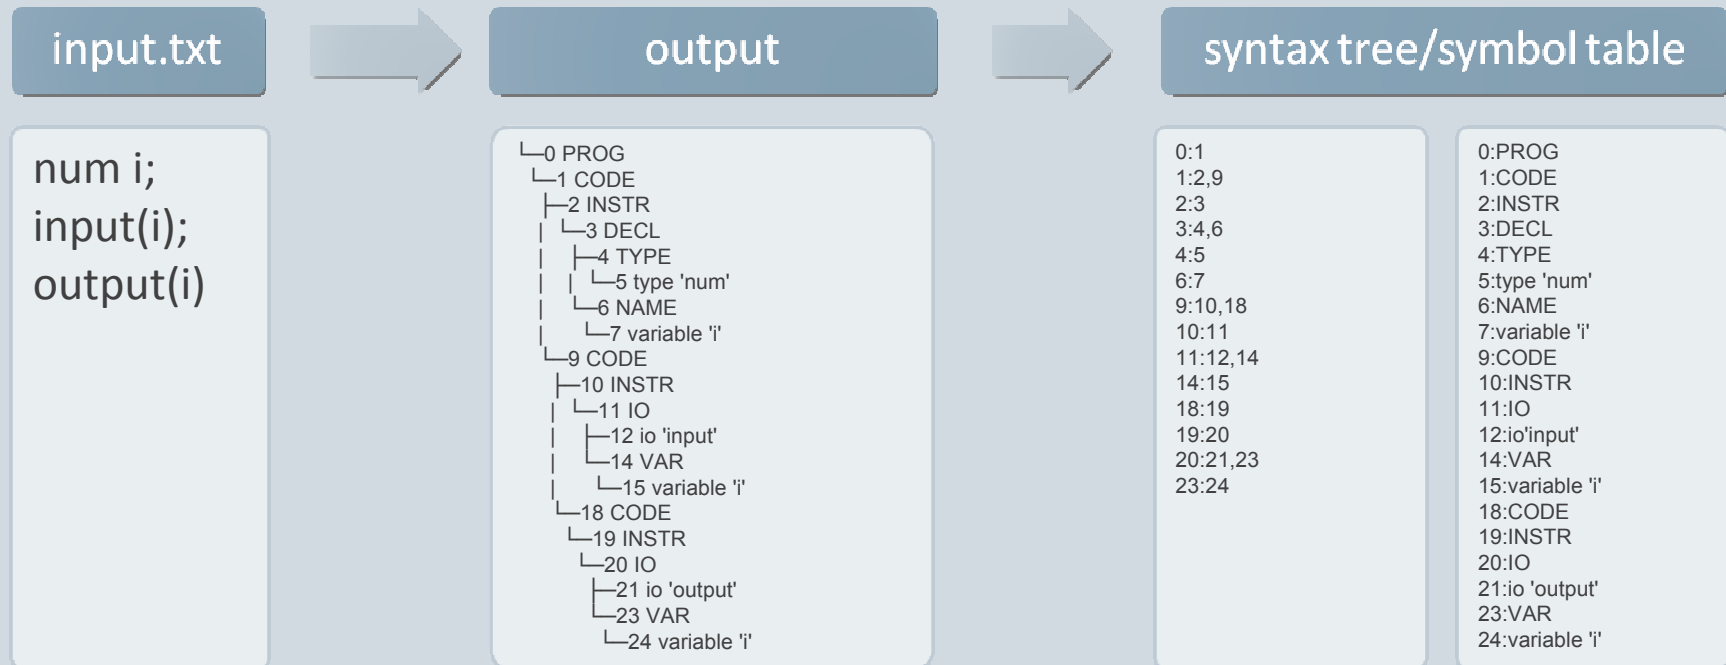 input.txt
output
syntax tree/symbol table
num i;
input(i);
output(i)
└─0 PROG
└─1 CODE
├─2 INSTR
| └─3 DECL
| ├─4 TYPE
| | └─5 type 'num'
| └─6 NAME
| └─7 variable 'i'
└─9 CODE
├─10 INSTR
| └─11 IO
| ├─12 io 'input'
| └─14 VAR
| └─15 variable 'i'
└─18 CODE
└─19 INSTR
└─20 IO
├─21 io 'output'
└─23 VAR
└─24 variable 'i'
0:1
1:2,9
2:3
3:4,6
4:5
6:7
9:10,18
10:11
11:12,14
14:15
18:19
19:20
20:21,23
23:24
0:PROG
1:CODE
2:INSTR
3:DECL
4:TYPE
5:type 'num'
6:NAME
7:variable 'i'
9:CODE
10:INSTR
11:IO
12:io'input'
14:VAR
15:variable 'i'
18:CODE
19:INSTR
20:IO
21:io 'output'
23:VAR
24:variable 'i'